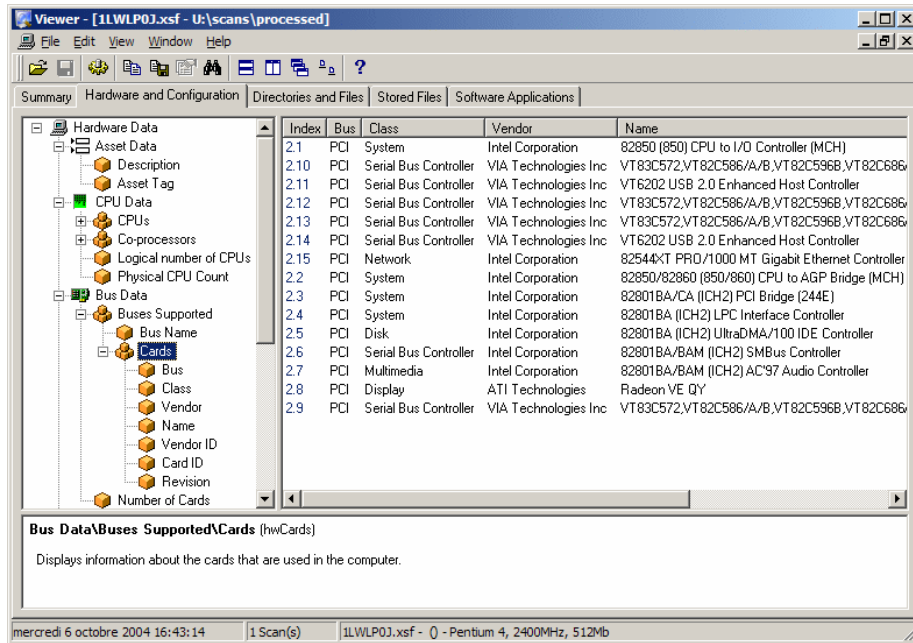 Viewer - [1LWLP0J.xsf - U:\scans\processed]
File Edit View Window Help
Summary Hardware and Configuration Directories and Files Stored Files Software Applications
Hardware Data
Asset Data
Description
Asset Tag
CPU Data
CPUs
Co-processors
Logical number of CPUs
Physical CPU Count
Bus Data
Buses Supported
Bus Name
Cards
Bus
Class
Vendor
Name
Vendor ID
Card ID
Revision
Number of Cards
Index Bus Class Vendor Name
2.1 PCI System Intel Corporation 82850 (850) CPU to I/O Controller (MCH)
2.10 PCI Serial Bus Controller VIA Technologies Inc VT83C572,VT82C586/A/B,VT82C596B,VT82C686/
2.11 PCI Serial Bus Controller VIA Technologies Inc VT6202 USB 2.0 Enhanced Host Controller
2.12 PCI Serial Bus Controller VIA Technologies Inc VT83C572,VT82C586/A/B,VT82C596B,VT82C686/
2.13 PCI Serial Bus Controller VIA Technologies Inc VT83C572,VT82C586/A/B,VT82C596B,VT82C686/
2.14 PCI Serial Bus Controller VIA Technologies Inc VT6202 USB 2.0 Enhanced Host Controller
2.15 PCI Network Intel Corporation 82544XT PRO/1000 MT Gigabit Ethernet Controller
2.2 PCI System Intel Corporation 82850/82860 (850/860) CPU to AGP Bridge (MCH)
2.3 PCI System Intel Corporation 82801BA/CA (ICH2) PCI Bridge (244E)
2.4 PCI System Intel Corporation 82801BA (ICH2) LPC Interface Controller
2.5 PCI Disk Intel Corporation 82801BA (ICH2) UltraDMA/100 IDE Controller
2.6 PCI Serial Bus Controller Intel Corporation 82801BA/BAM (ICH2) SMBus Controller
2.7 PCI Multimedia Intel Corporation 82801BA/BAM (ICH2) AC'97 Audio Controller
2.8 PCI Display ATI Technologies Radeon VE QY
2.9 PCI Serial Bus Controller VIA Technologies Inc VT83C572,VT82C586/A/B,VT82C596B,VT82C686/
Bus Data\Buses Supported\Cards (hwCards)
Displays information about the cards that are used in the computer.
mercredi 6 octobre 2004 16:43:14 1 Scan(s) 1LWLP0J.xsf - () - Pentium 4, 2400MHz, 512Mb